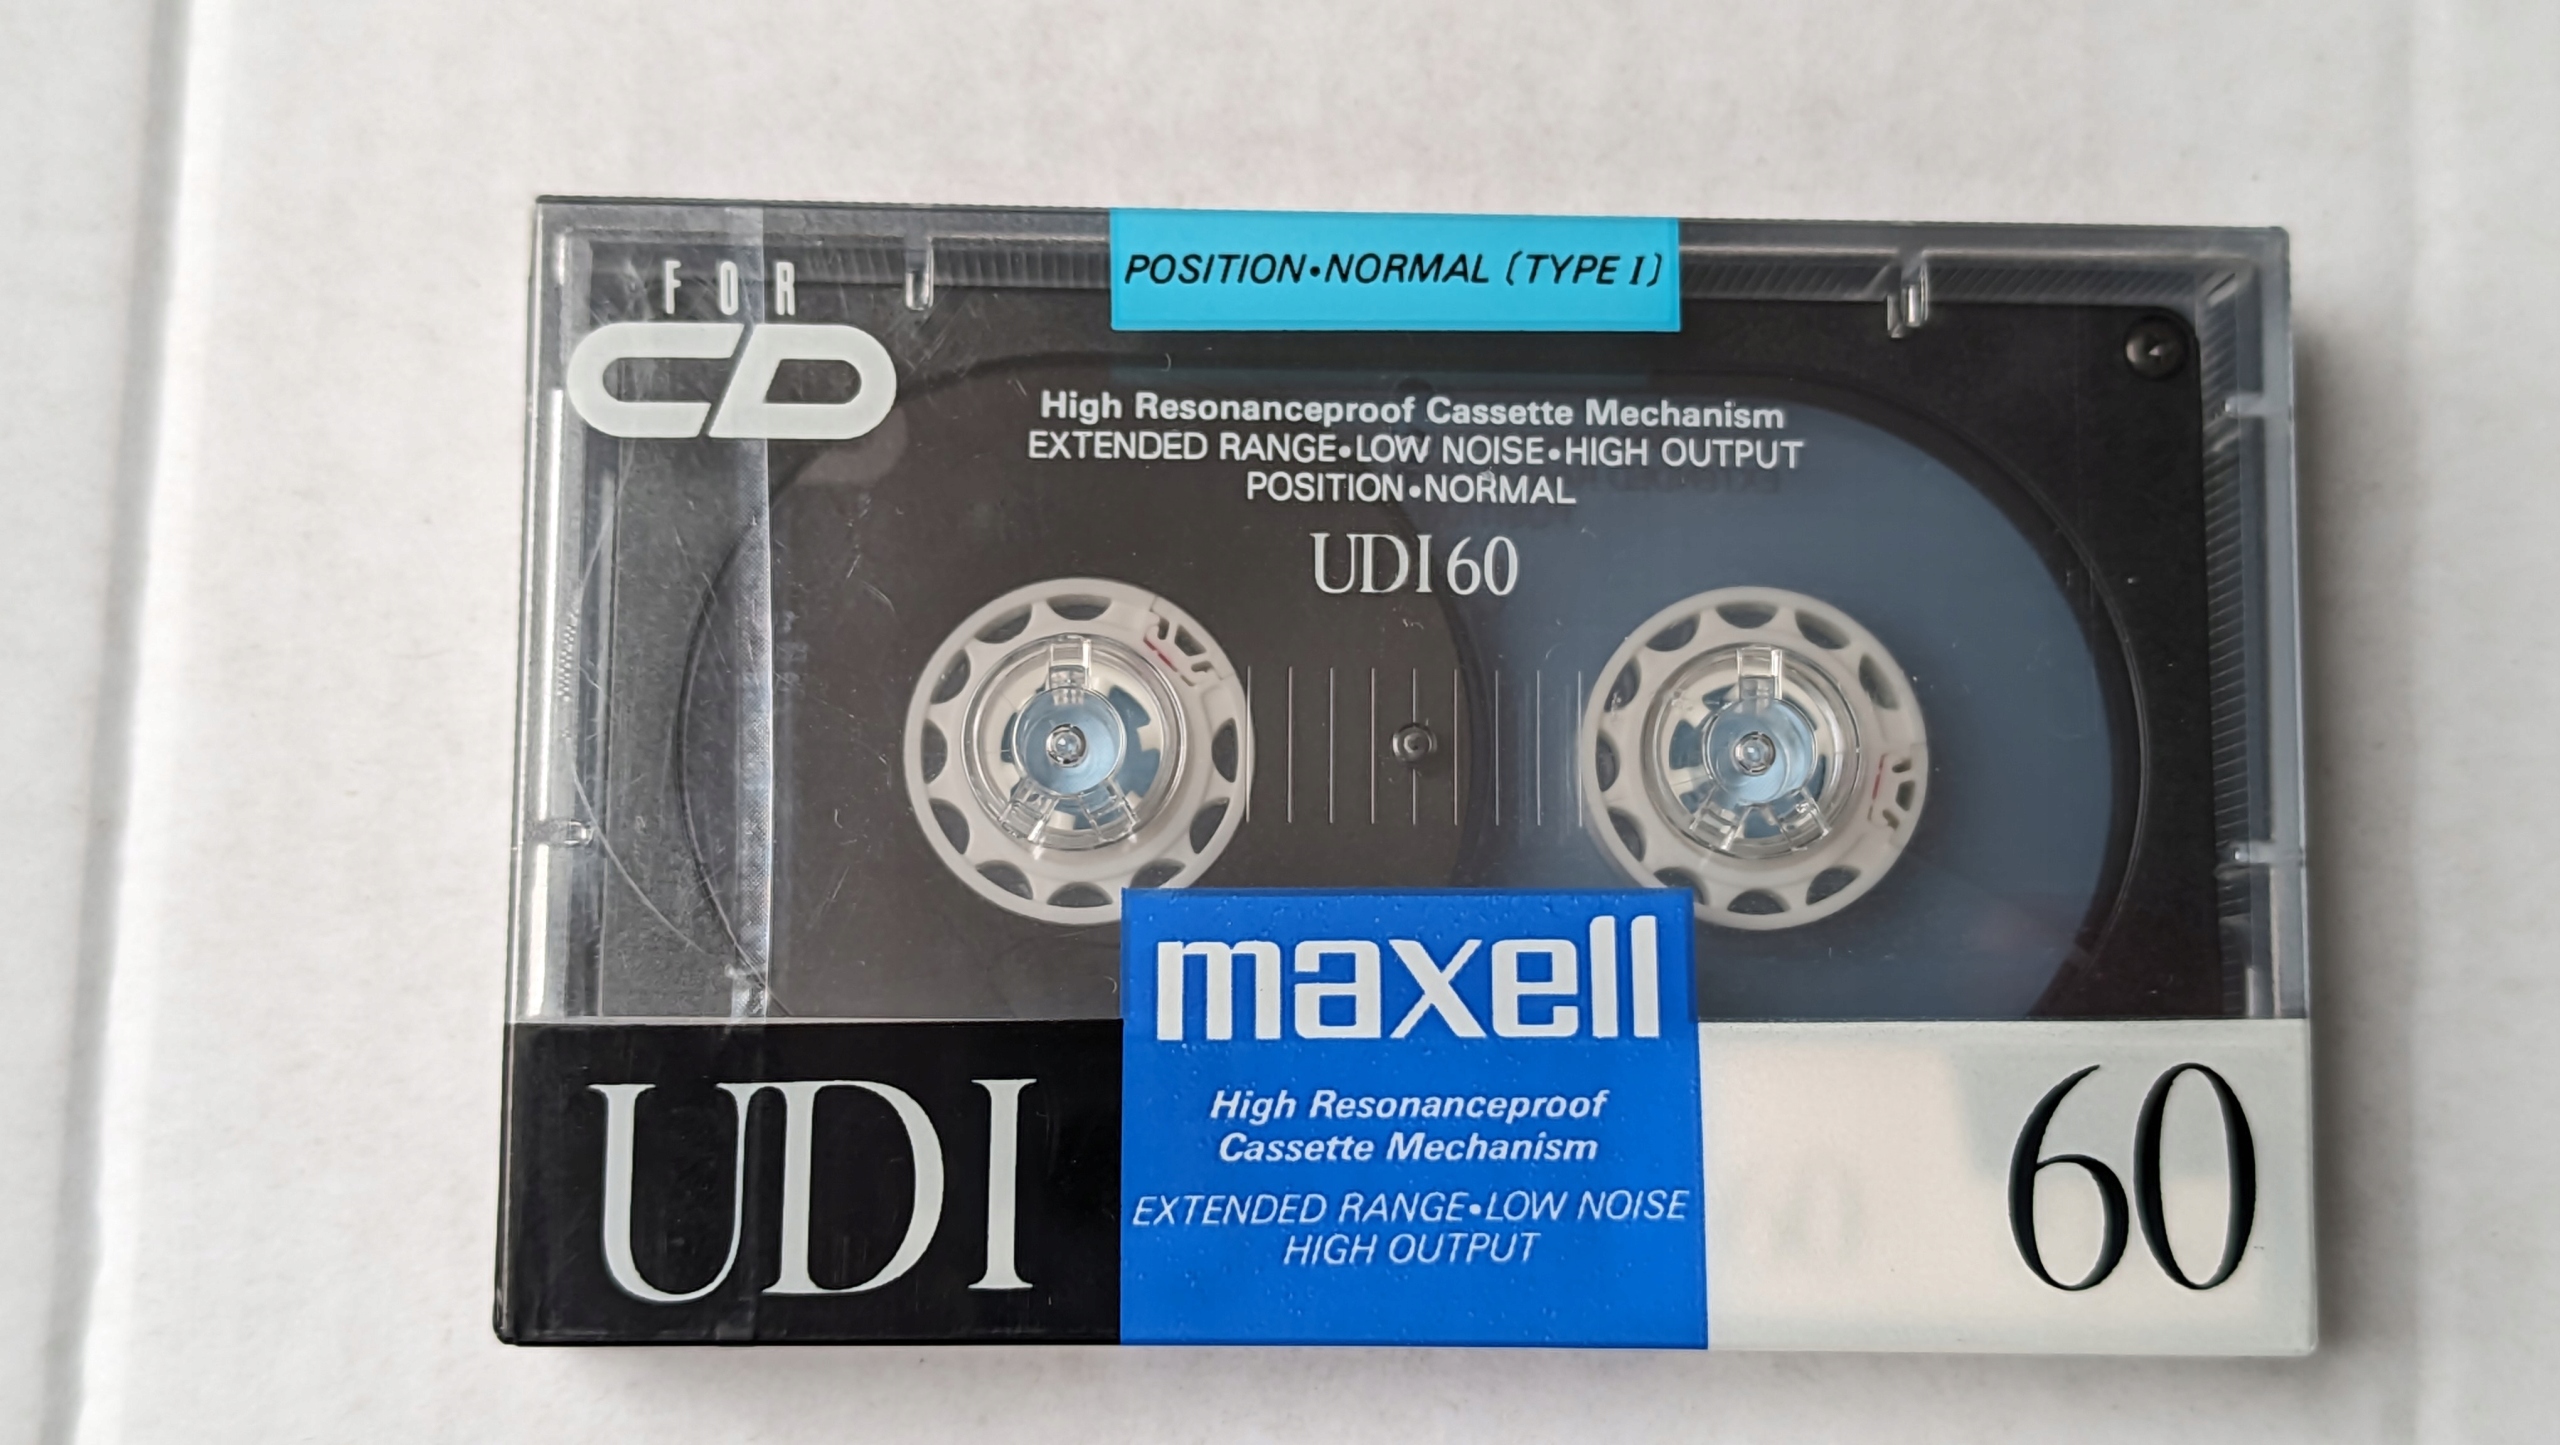 FOR
CD
POSITION•NORMAL (TYPE I)
High Resonanceproof Cassette Mechanism
EXTENDED RANGE•LOW NOISE•HIGH OUTPUT
POSITION•NORMAL
UDI 60
maxell
High Resonanceproof
Cassette Mechanism
EXTENDED RANGE•LOW NOISE
HIGH OUTPUT
UDI
60